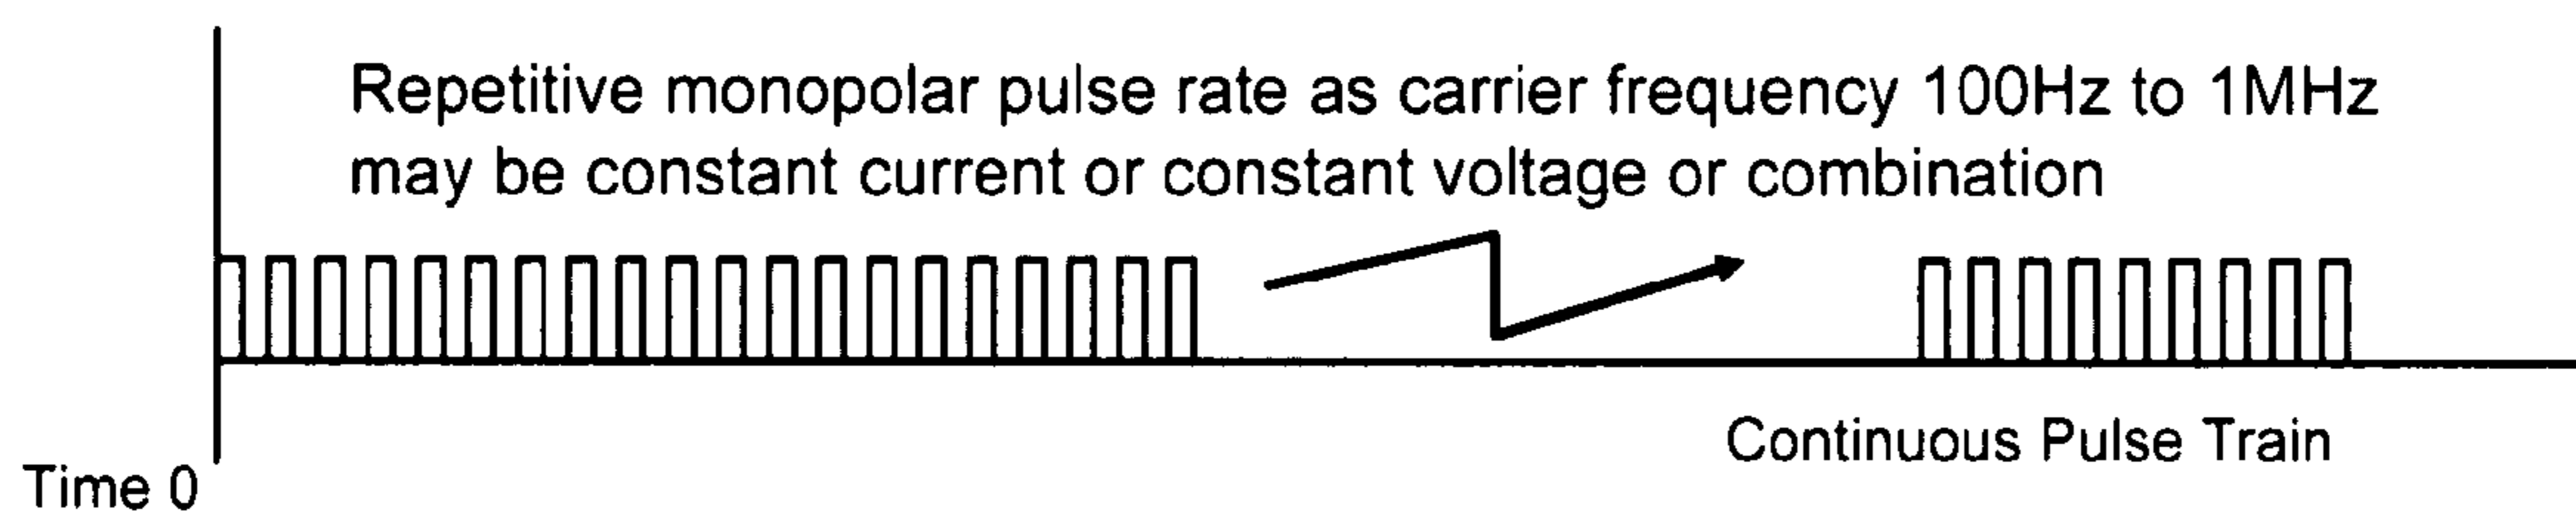 Repetitive monopolar pulse rate as carrier frequency 100Hz to 1MHz
may be constant current or constant voltage or combination
Continuous Pulse Train
Time 0